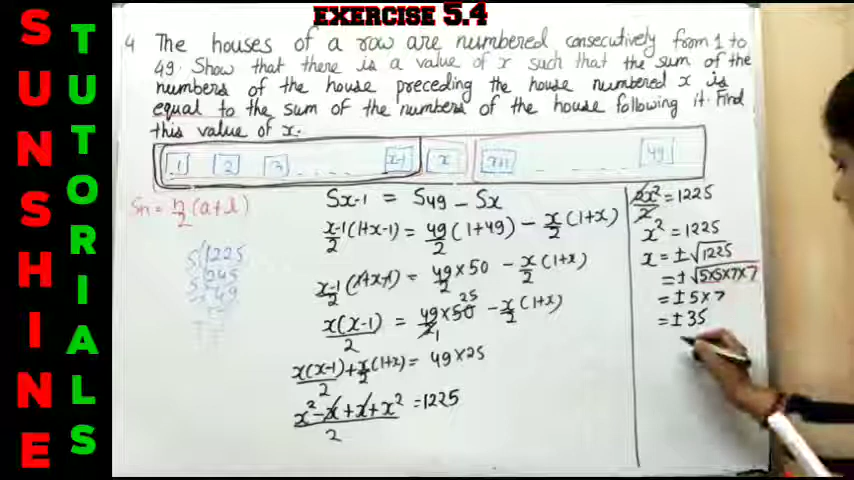 SUNSHINE
TUTORIALS
EXERCISE 5.4
4 The houses of a row are numbered consecutively from 1 to
49. Show that there is a value of x such that the sum of the
numbers of the house preceding the house numbered x is
equal to the sum of the numbers of the house following it. Find
this value of x.
1 2 3 - - - - x-1 x x+1 - - - - - 49
Sn = n/2 (a+l)
5 1225
5 245
49
Sx-1 = S49 - Sx
x-1/2 (1+x-1) = 49/2 (1+49) - x/2 (1+x)
x-1/2 (1+x-1) = 49/2 × 50 - x/2 (1+x)
x(x-1)/2 = 49/2 × 50 25 1 - x/2 (1+x)
x(x-1)/2 + x/2 (1+x) = 49×25
x² - x + x + x²/2 = 1225
2x²/2 = 1225
x² = 1225
x = ± √1225
= ± √5×5×7×7
= ± 5×7
= ± 35